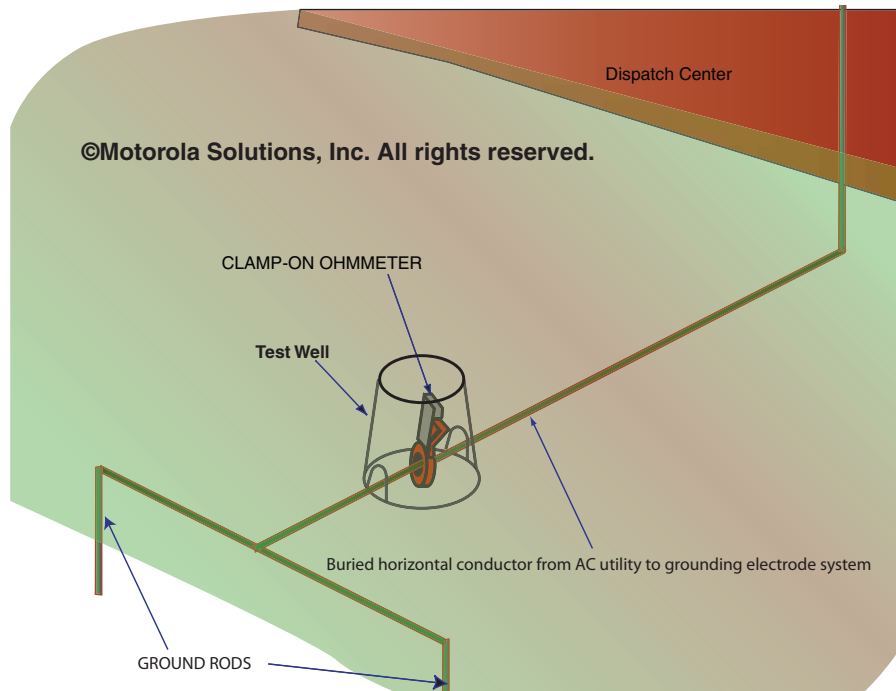 Dispatch Center
©Motorola Solutions, Inc. All rights reserved.
CLAMP-ON OHMMETER
Test Well
Buried horizontal conductor from AC utility to grounding electrode system
GROUND RODS